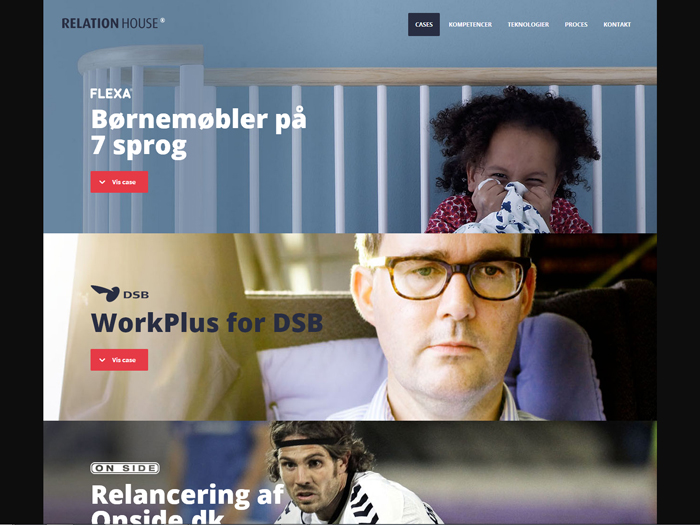 RELATION HOUSE®
CASES KOMPETENCER TEKNOLOGIER PROCES KONTAKT
FLEXA
Børnemøbler på
7 sprog
Vis case
DSB
WorkPlus for DSB
Vis case
ON SIDE
Relancering af
Onside.dk